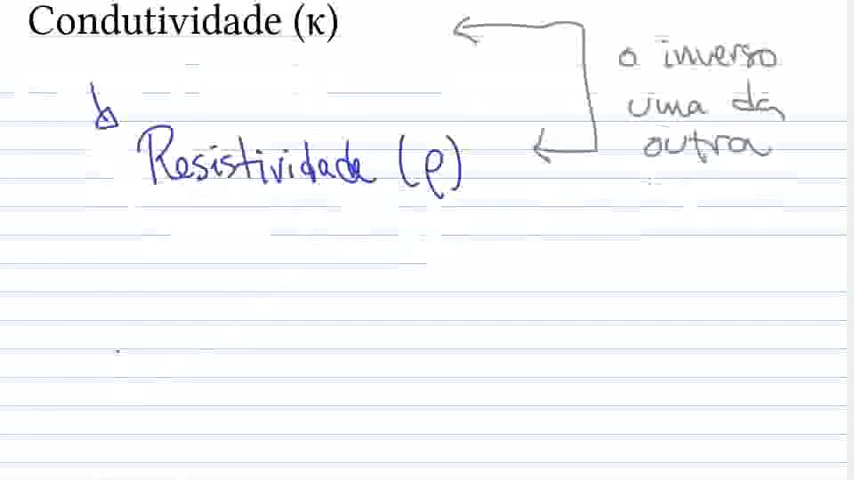 Condutividade (κ)
o inverso
uma da
outra
Resistividade (ρ)